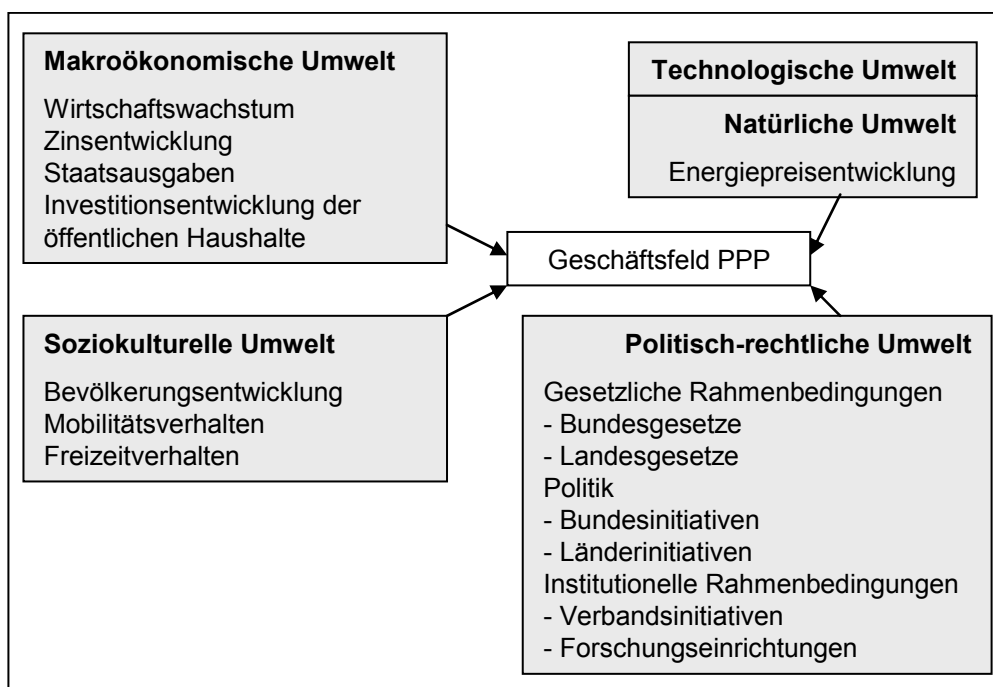 Makroökonomische Umwelt
Wirtschaftswachstum
Zinsentwicklung
Staatsausgaben
Investitionsentwicklung der
öffentlichen Haushalte
Technologische Umwelt
Natürliche Umwelt
Energiepreisentwicklung
Geschäftsfeld PPP
Soziokulturelle Umwelt
Bevölkerungsentwicklung
Mobilitätsverhalten
Freizeitverhalten
Politisch-rechtliche Umwelt
Gesetzliche Rahmenbedingungen
- Bundesgesetze
- Landesgesetze
Politik
- Bundesinitiativen
- Länderinitiativen
Institutionelle Rahmenbedingungen
- Verbandsinitiativen
- Forschungseinrichtungen